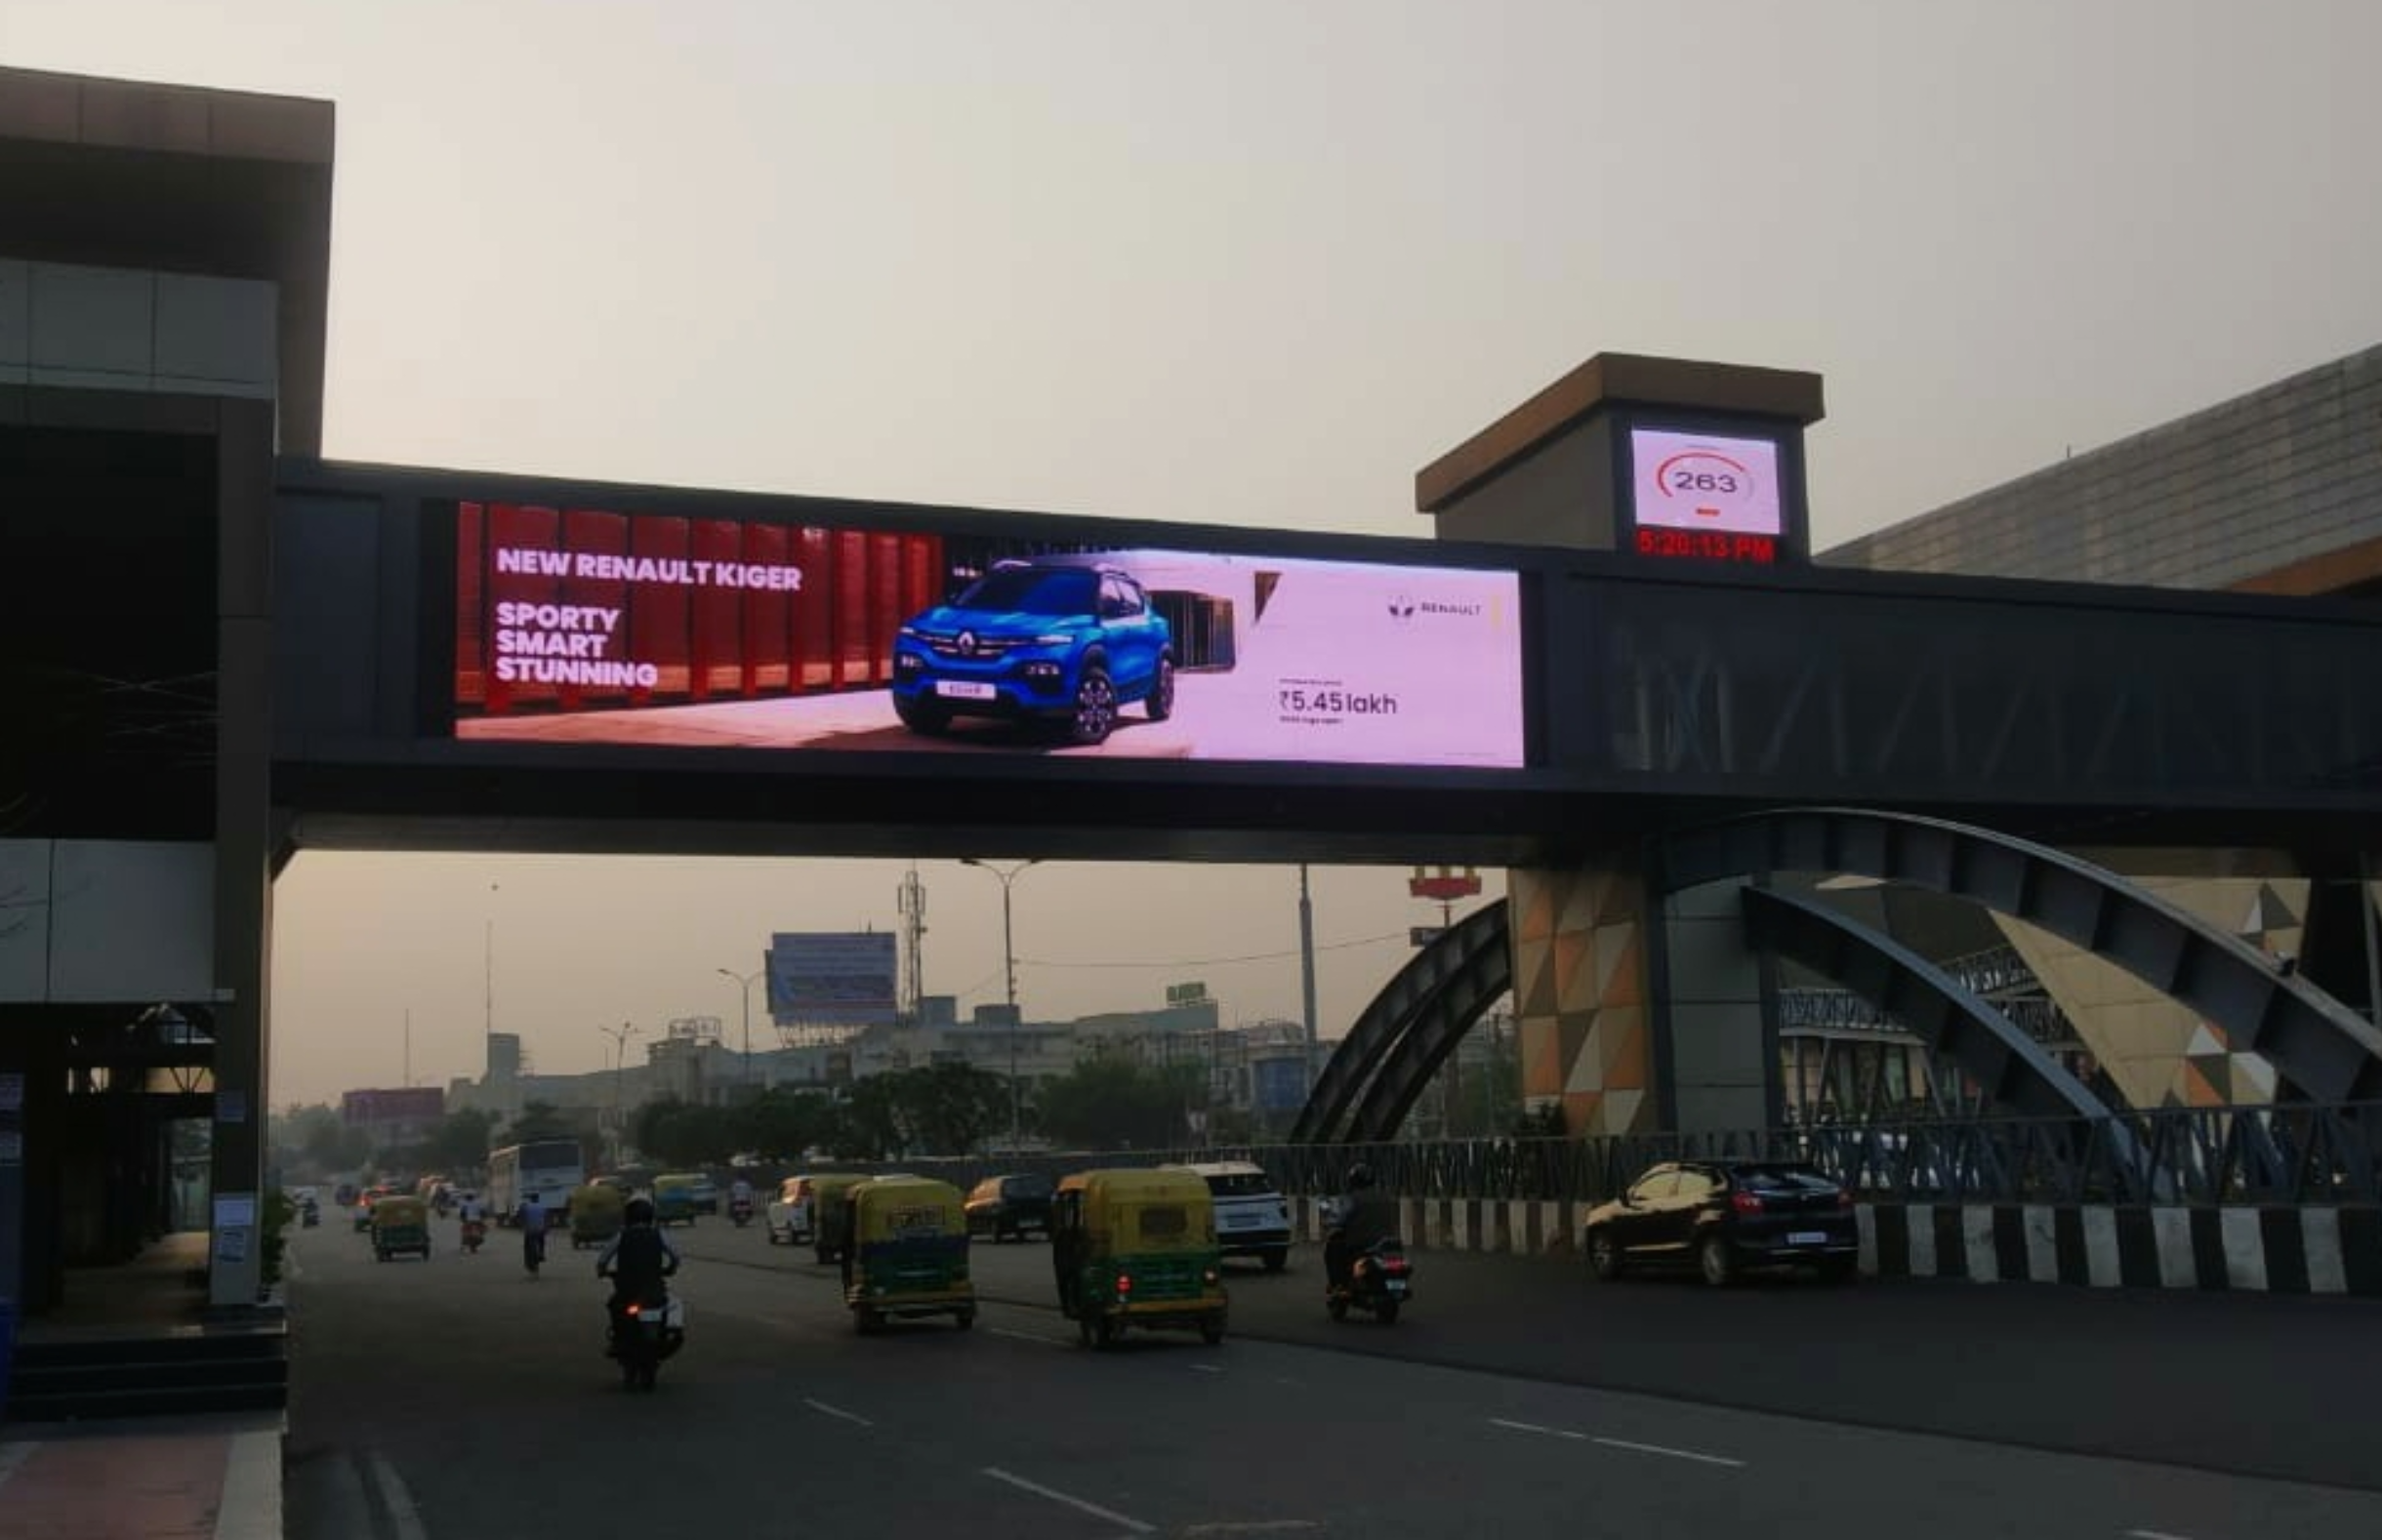 NEW RENAULT KIGER
SPORTY
SMART
STUNNING
RENAULT
₹5.45 lakh
263
5:20:13 PM